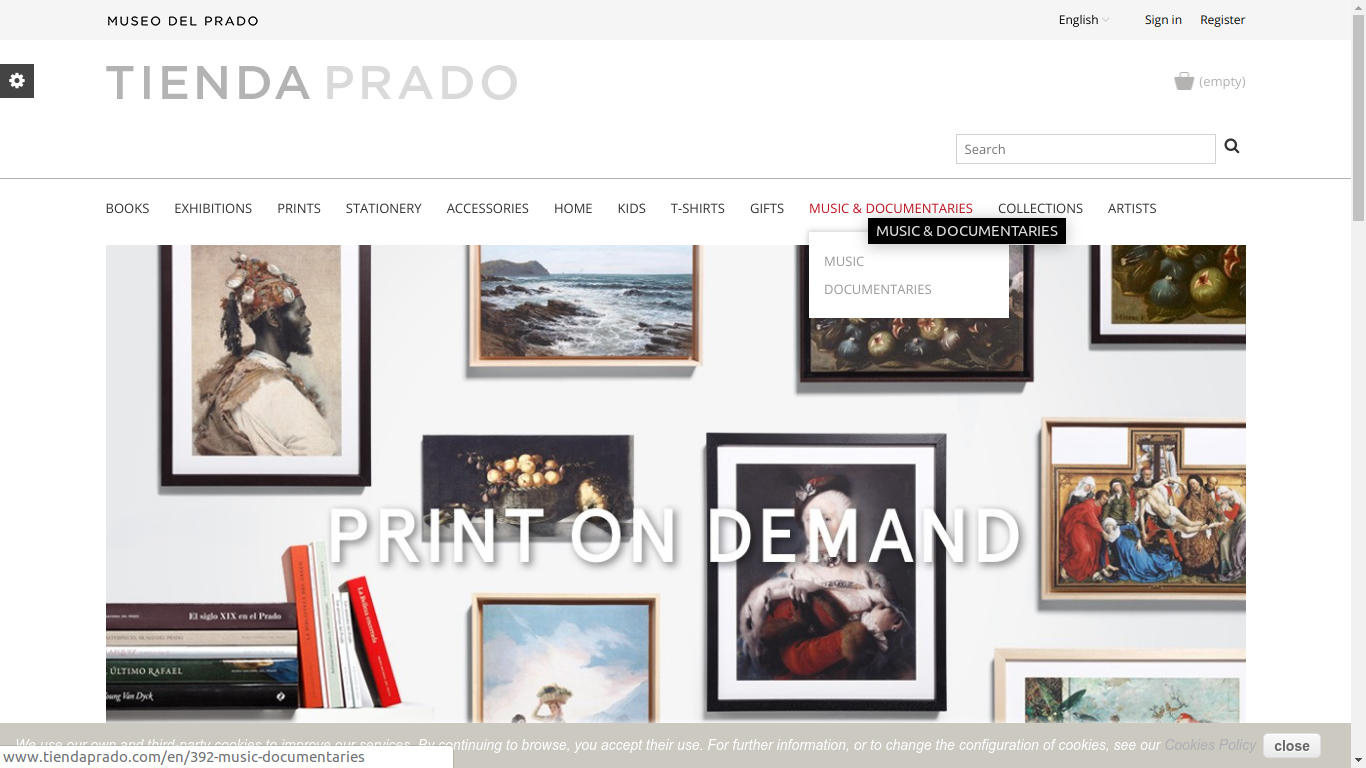 MUSEO DEL PRADO
English
Sign in
Register
TIENDA PRADO
(empty)
Search
BOOKS
EXHIBITIONS
PRINTS
STATIONERY
ACCESSORIES
HOME
KIDS
T-SHIRTS
GIFTS
MUSIC & DOCUMENTARIES
COLLECTIONS
ARTISTS
MUSIC & DOCUMENTARIES
MUSIC
DOCUMENTARIES
PRINT ON DEMAND
El siglo XIX en el Prado
La Belleza encerrada
ÚLTIMO RAFAEL
Young Van Dyck
We use our own and third-party cookies to improve our services. By continuing to browse, you accept their use. For further information, or to change the configuration of cookies, see our Cookies Policy
close
www.tiendaprado.com/en/392-music-documentaries